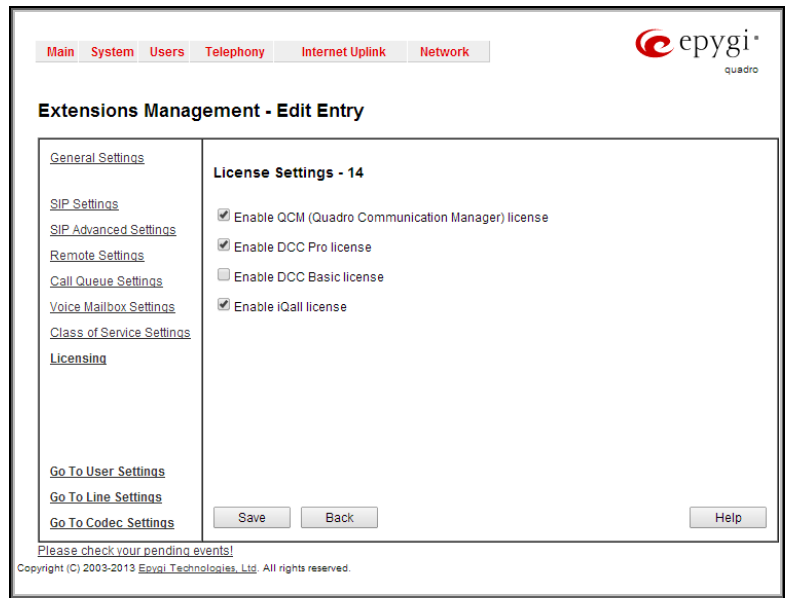 Main System Users Telephony Internet Uplink Network
epygi
quadro
Extensions Management - Edit Entry
General Settings
SIP Settings
SIP Advanced Settings
Remote Settings
Call Queue Settings
Voice Mailbox Settings
Class of Service Settings
Licensing
Go To User Settings
Go To Line Settings
Go To Codec Settings
License Settings - 14
Enable QCM (Quadro Communication Manager) license
Enable DCC Pro license
Enable DCC Basic license
Enable iQall license
Save Back Help
Please check your pending events!
Copyright (C) 2003-2013 Epygi Technologies, Ltd. All rights reserved.